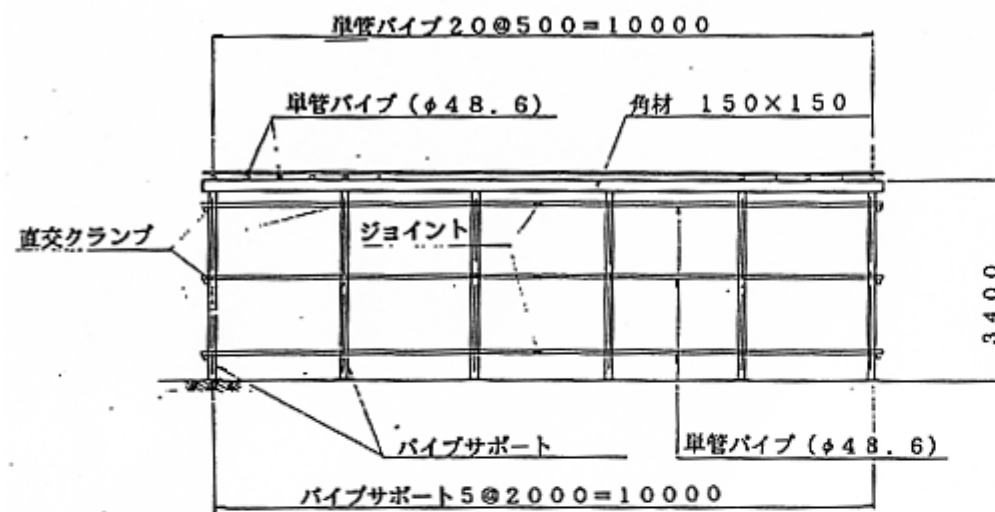 単管パイプ20@500=10000
単管パイプ(φ48.6)
角材 150×150
直交クランプ
ジョイント
3400
パイプサポート
単管パイプ(φ48.6)
パイプサポート5@2000=10000